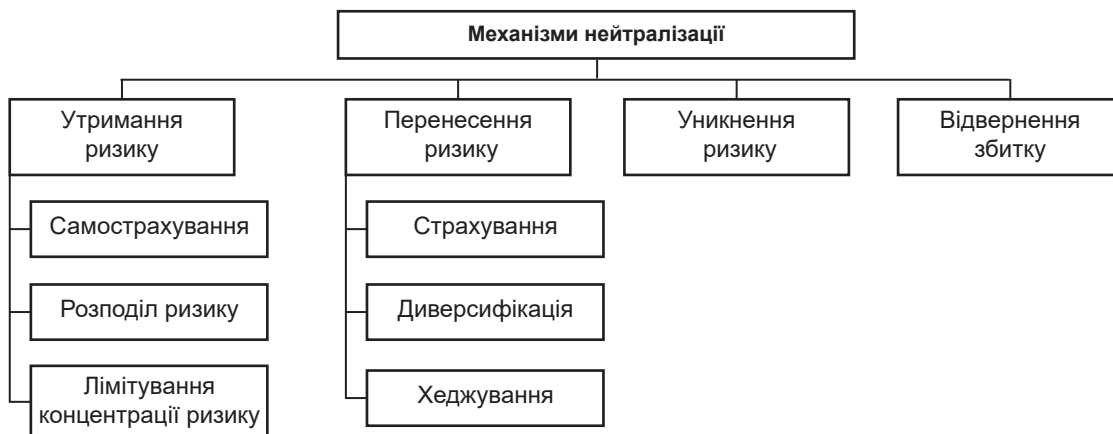 Механізми нейтралізації
Утримання
ризику
Перенесення
ризику
Уникнення
ризику
Відвернення
збитку
Самострахування
Страхування
Розподіл ризику
Диверсифікація
Лімітування
концентрації ризику
Хеджування